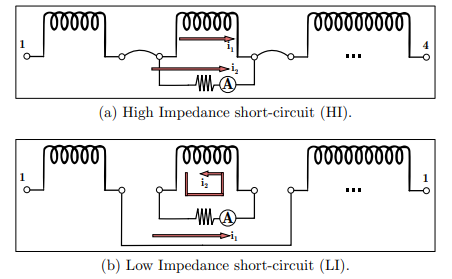 1 i₁ 4
i₂
A
...
(a) High Impedance short-circuit (HI).
1 i₂ 1
A
...
i₁
(b) Low Impedance short-circuit (LI).